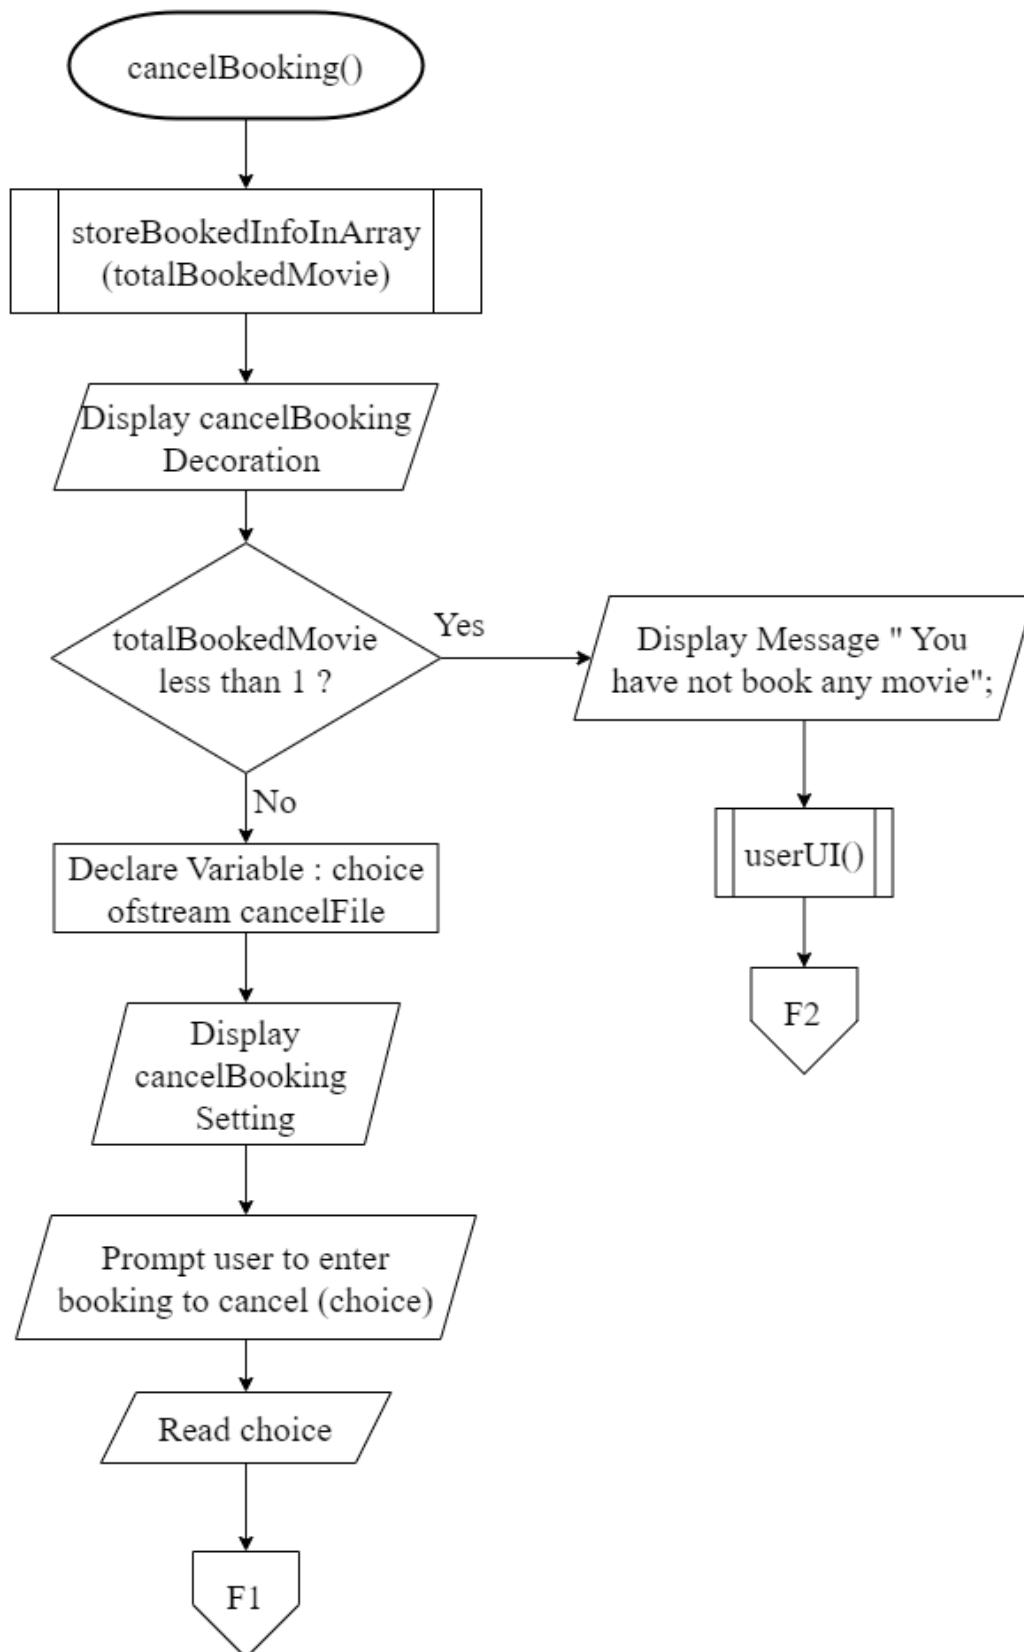 cancelBooking()
storeBookedInfoInArray
(totalBookedMovie)
Display cancelBooking
Decoration
totalBookedMovie
less than 1 ?
Yes
Display Message " You
have not book any movie";
userUI()
F2
No
Declare Variable : choice
ofstream cancelFile
Display
cancelBooking
Setting
Prompt user to enter
booking to cancel (choice)
Read choice
F1